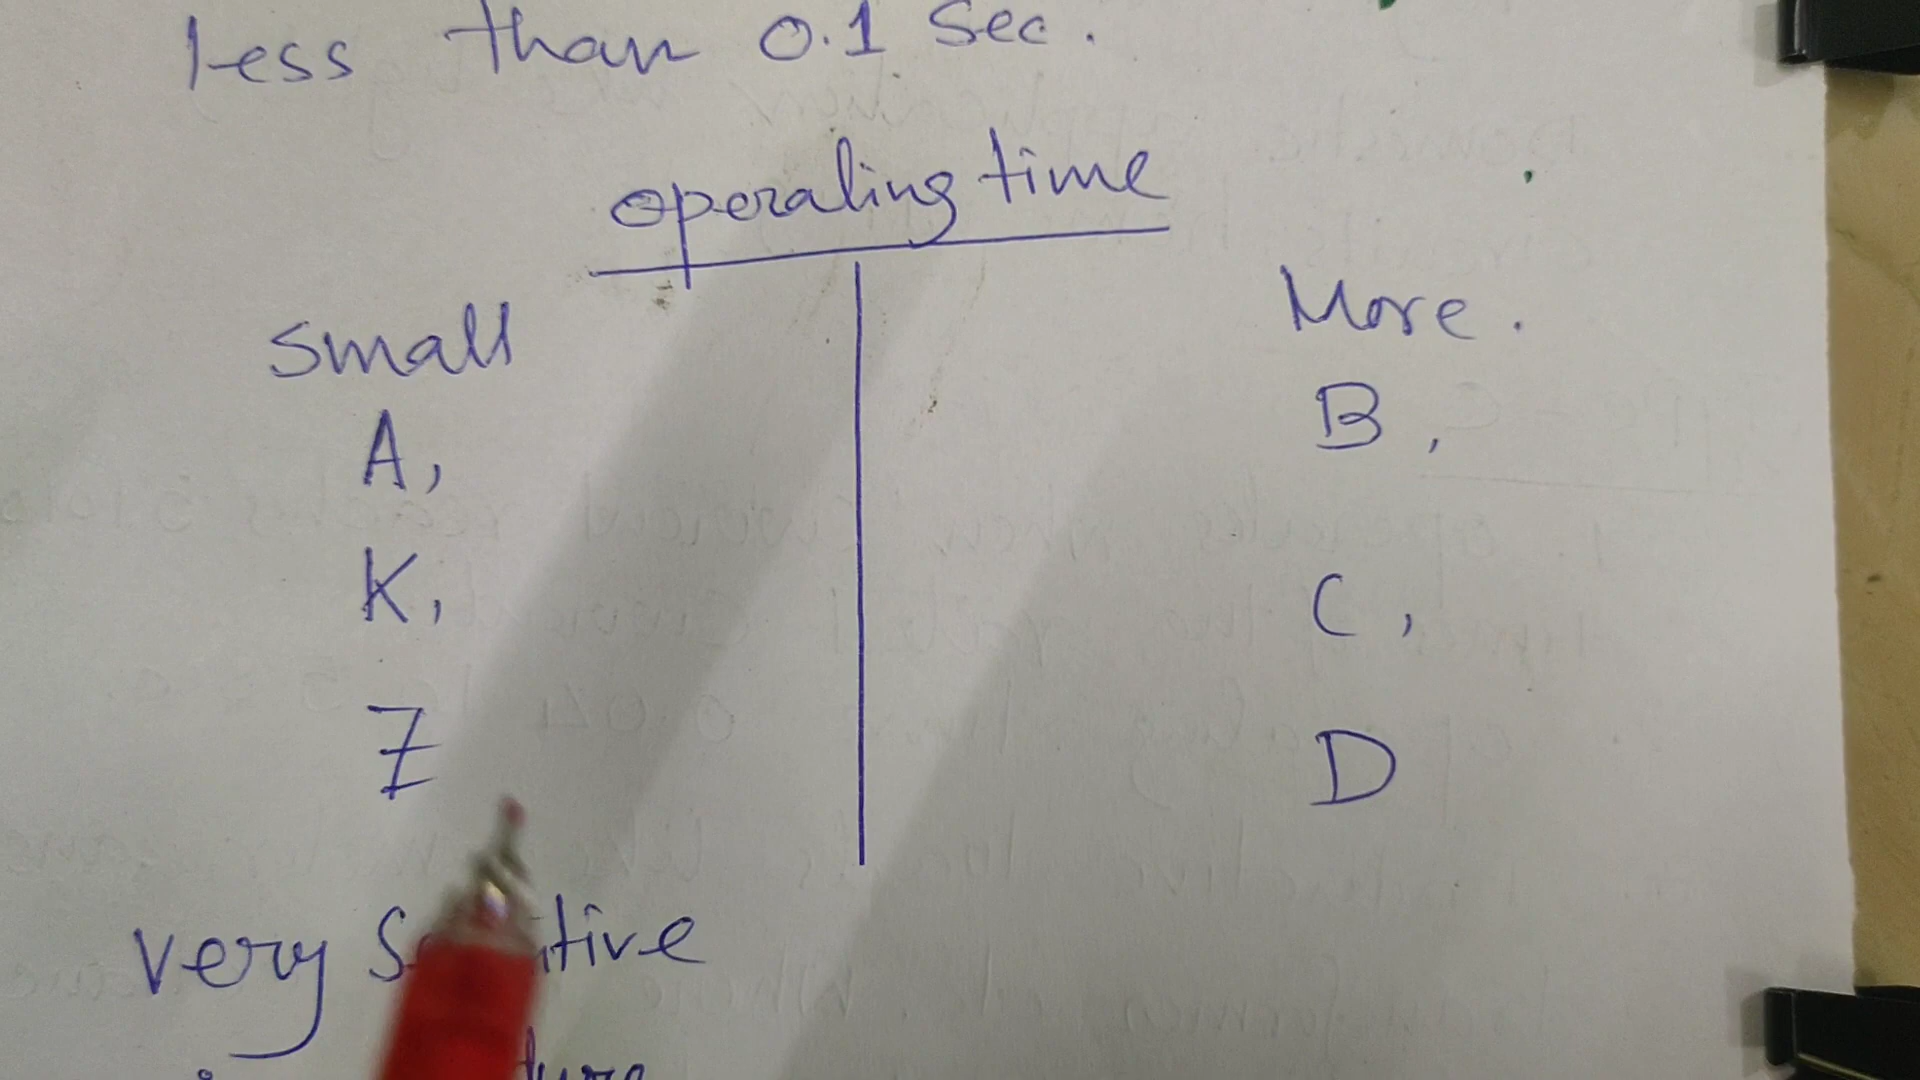 less than 0.1 Sec.
operating time
Small
More.
A,
B,
K,
C,
Z
D
very